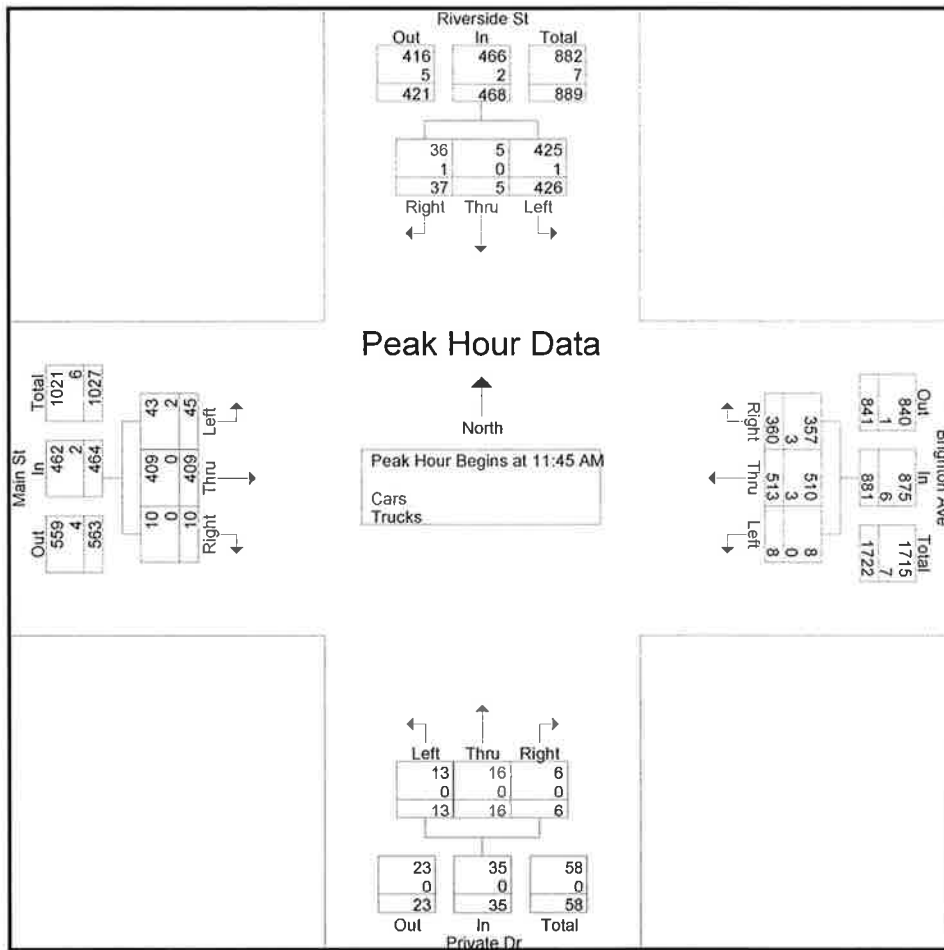 Riverside St
Out In Total
416 466 882
5 2 7
421 468 889
36 5 425
1 0 1
37 5 426
Right Thru Left
Peak Hour Data
North
Peak Hour Begins at 11:45 AM
Cars
Trucks
Main St
Out In Total
559 462 1021
4 2 6
563 464 1027
43 409 10
2 0 0
45 409 10
Left Thru Right
Brighton Ave
Out In Total
840 875 1715
1 6 7
841 881 1722
357 510 8
3 3 0
360 513 8
Right Thru Left
Left Thru Right
13 16 6
0 0 0
13 16 6
23 35 58
0 0 0
23 35 58
Out In Total
Private Dr